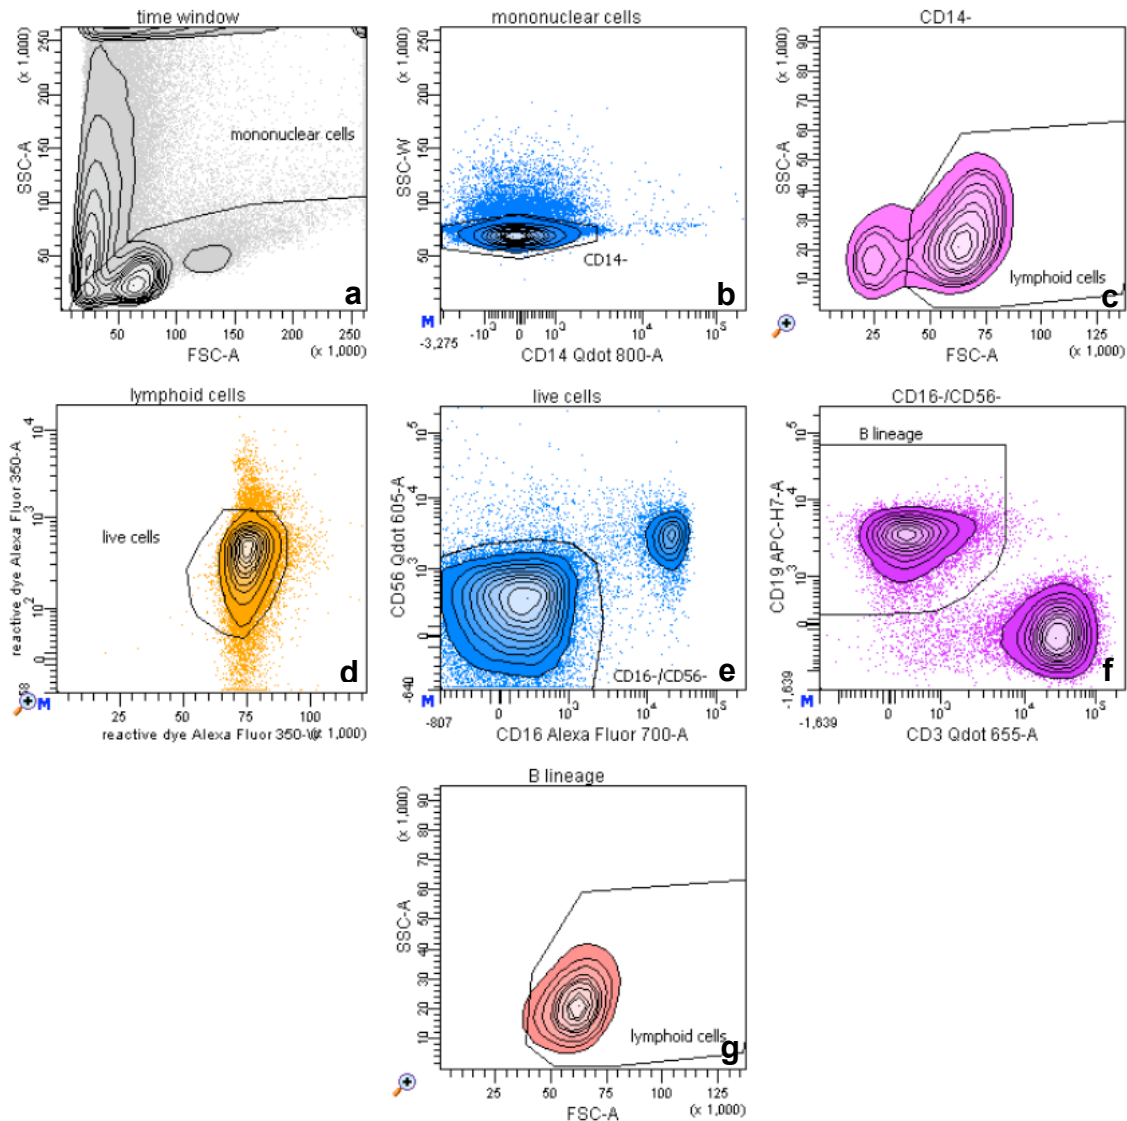 time window
SSC-A
(x 1,000)
50 100 150 200 250
mononuclear cells
a
50 100 150 200 250
FSC-A
(x 1,000)
mononuclear cells
SSC-W
(x 1,000)
50 100 150 200 250
CD14-
b
M
-3,275
-10³ 0 10³ 10⁴ 10⁵
CD14 Qdot 800-A
CD14-
SSC-A
(x 1,000)
10 20 30 40 50 60 70 80 90
lymphoid cells
c
25 50 75 100 125
FSC-A
(x 1,000)
lymphoid cells
reactive dye Alexa Fluor 350-A
0 10² 10³ 10⁴
live cells
d
M
25 50 75 100
reactive dye Alexa Fluor 350-W
(x 1,000)
live cells
CD56 Qdot 605-A
-640
0 10³ 10⁴ 10⁵
CD16-/CD56-
e
M
-807
0 10³ 10⁴ 10⁵
CD16 Alexa Fluor 700-A
CD16-/CD56-
CD19 APC-H7-A
-1,639
0 10³ 10⁴ 10⁵
B lineage
f
M
-1,639
0 10³ 10⁴ 10⁵
CD3 Qdot 655-A
B lineage
SSC-A
(x 1,000)
10 20 30 40 50 60 70 80 90
lymphoid cells
g
25 50 75 100 125
FSC-A
(x 1,000)